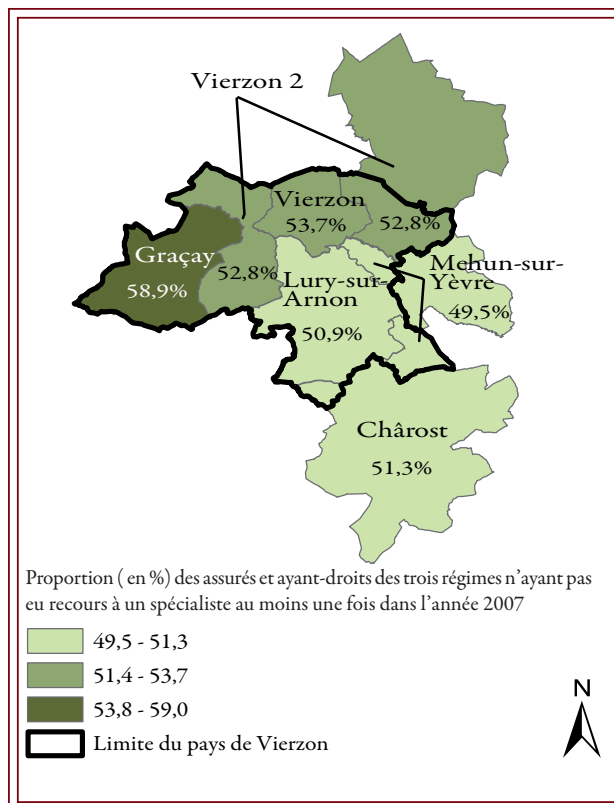 Vierzon 2
Vierzon
53,7%
52,8%
Graçay
58,9%
52,8%
Mehun-sur-
Yèvre
49,5%
Lury-sur-
Arnon
50,9%
Chârost
51,3%
Proportion ( en %) des assurés et ayant-droits des trois régimes n'ayant pas
eu recours à un spécialiste au moins une fois dans l'année 2007
49,5 - 51,3
51,4 - 53,7
53,8 - 59,0
Limite du pays de Vierzon
N